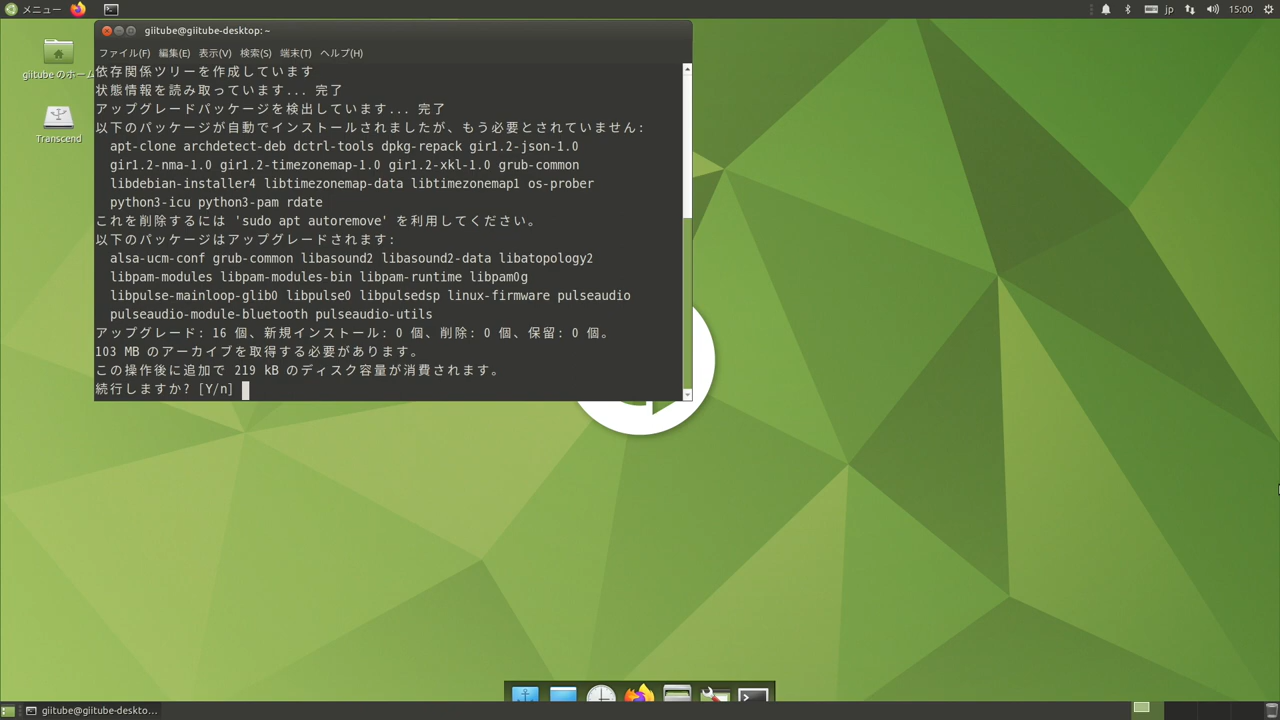 メニュー
jp
15:00
giitube のホーム
Transcend
giitube@giitube-desktop: ~
ファイル(F) 編集(E) 表示(V) 検索(S) 端末(T) ヘルプ(H)
依存関係ツリーを作成しています
状態情報を読み取っています... 完了
アップグレードパッケージを検出しています... 完了
以下のパッケージが自動でインストールされましたが、もう必要とされていません:
apt-clone archdetect-deb dctrl-tools dpkg-repack gir1.2-json-1.0
gir1.2-nma-1.0 gir1.2-timezonemap-1.0 gir1.2-xkl-1.0 grub-common
libdebian-installer4 libtimezonemap-data libtimezonemap1 os-prober
python3-icu python3-pam rdate
これを削除するには 'sudo apt autoremove' を利用してください。
以下のパッケージはアップグレードされます:
alsa-ucm-conf grub-common libasound2 libasound2-data libatopology2
libpam-modules libpam-modules-bin libpam-runtime libpam0g
libpulse-mainloop-glib0 libpulse0 libpulsedsp linux-firmware pulseaudio
pulseaudio-module-bluetooth pulseaudio-utils
アップグレード: 16 個、新規インストール: 0 個、削除: 0 個、保留: 0 個。
103 MB のアーカイブを取得する必要があります。
この操作後に追加で 219 kB のディスク容量が消費されます。
続行しますか? [Y/n]
giitube@giitube-deskto…